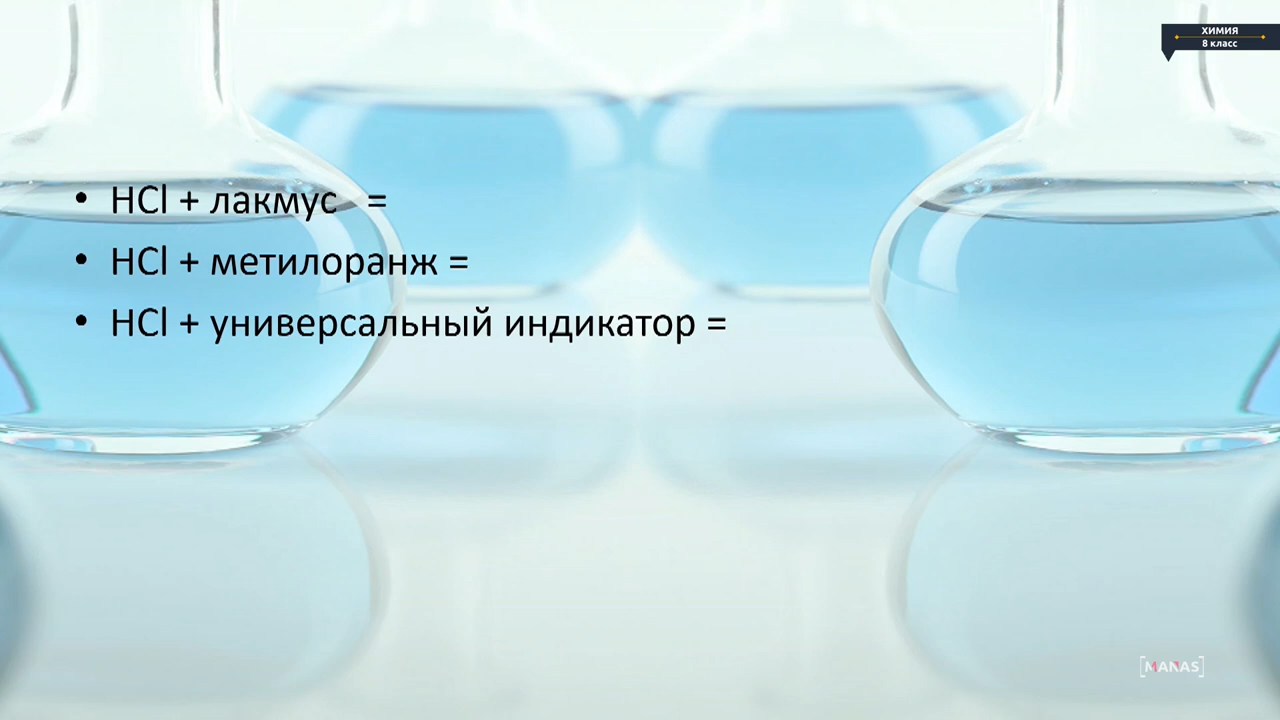 ХИМИЯ
8 класс
• HCl + лакмус =
• HCl + метилоранж =
• HCl + универсальный индикатор =
[MANAS]